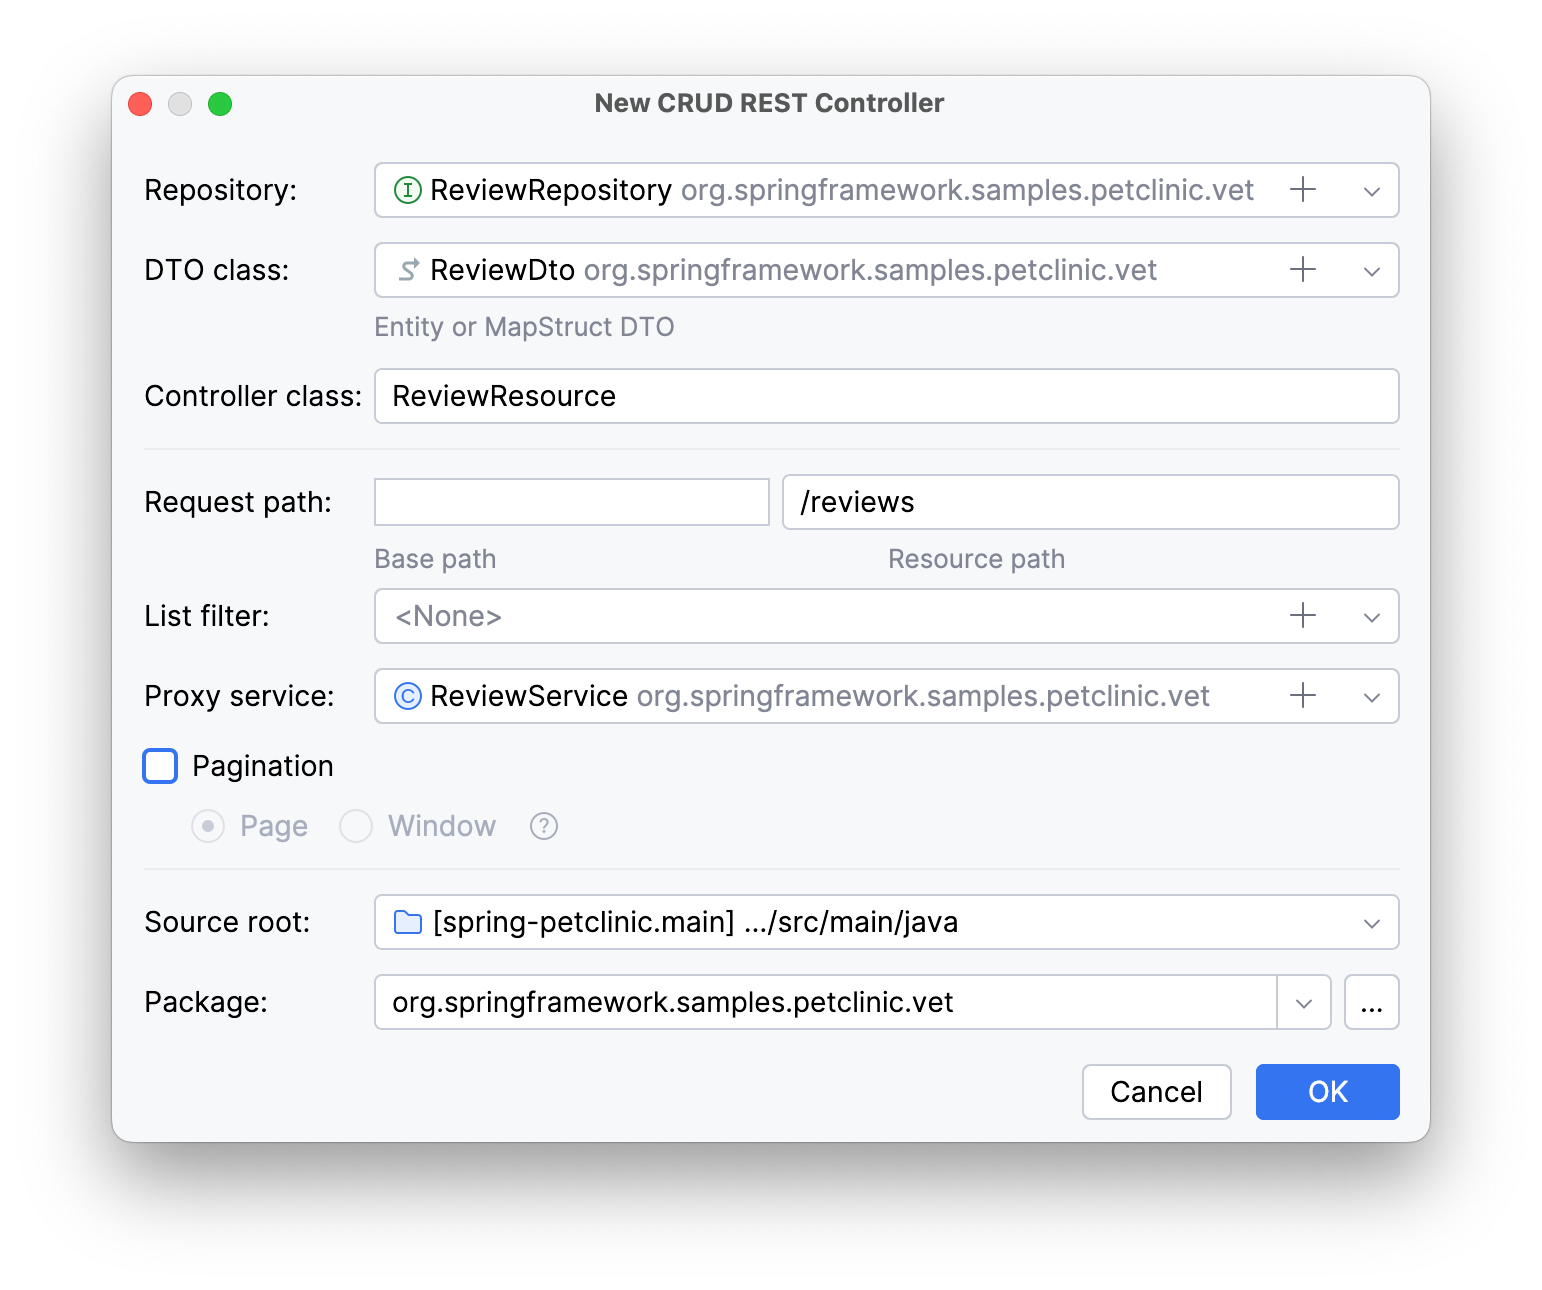 New CRUD REST Controller
Repository: ReviewRepository org.springframework.samples.petclinic.vet
DTO class: ReviewDto org.springframework.samples.petclinic.vet
Entity or MapStruct DTO
Controller class: ReviewResource
Request path: /reviews
Base path Resource path
List filter: <None>
Proxy service: ReviewService org.springframework.samples.petclinic.vet
Pagination
Page Window ?
Source root: [spring-petclinic.main] .../src/main/java
Package: org.springframework.samples.petclinic.vet ...
Cancel OK